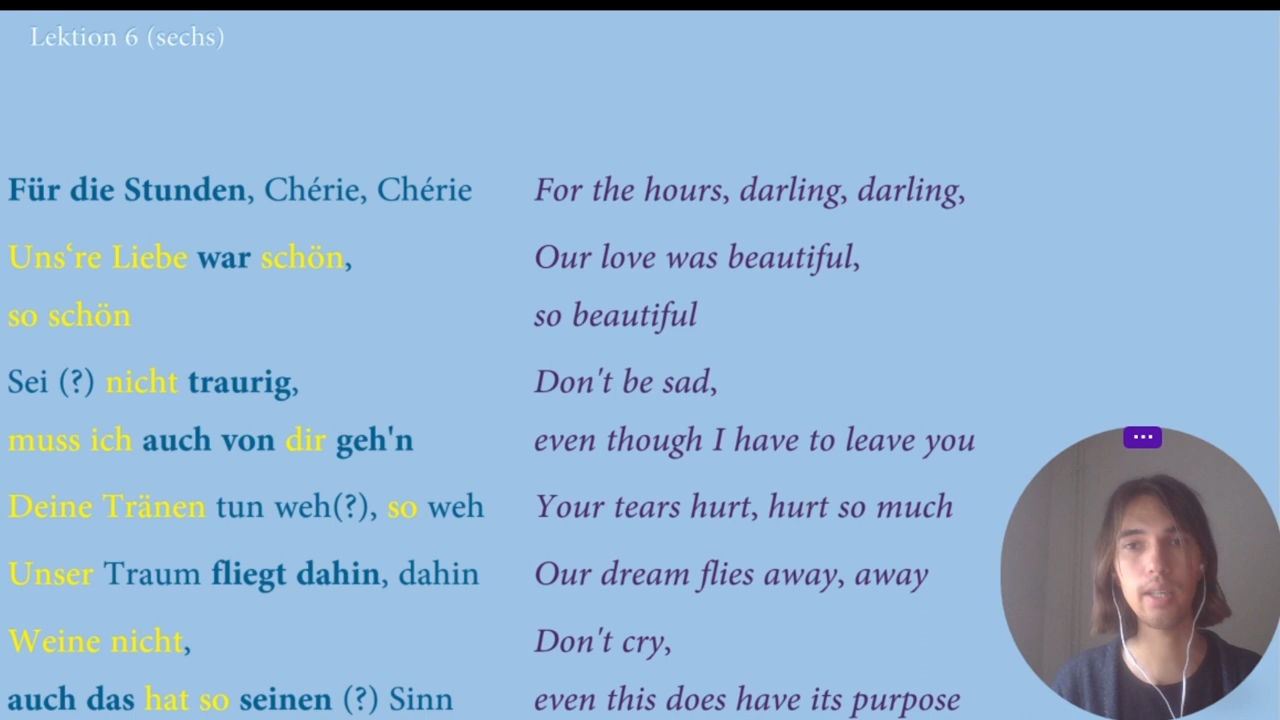 Lektion 6 (sechs)
Für die Stunden, Chérie, Chérie
For the hours, darling, darling,
Uns‘re Liebe war schön,
Our love was beautiful,
so schön
so beautiful
Sei (?) nicht traurig,
Don't be sad,
muss ich auch von dir geh'n
even though I have to leave you
Deine Tränen tun weh(?), so weh
Your tears hurt, hurt so much
Unser Traum fliegt dahin, dahin
Our dream flies away, away
Weine nicht,
Don't cry,
auch das hat so seinen (?) Sinn
even this does have its purpose